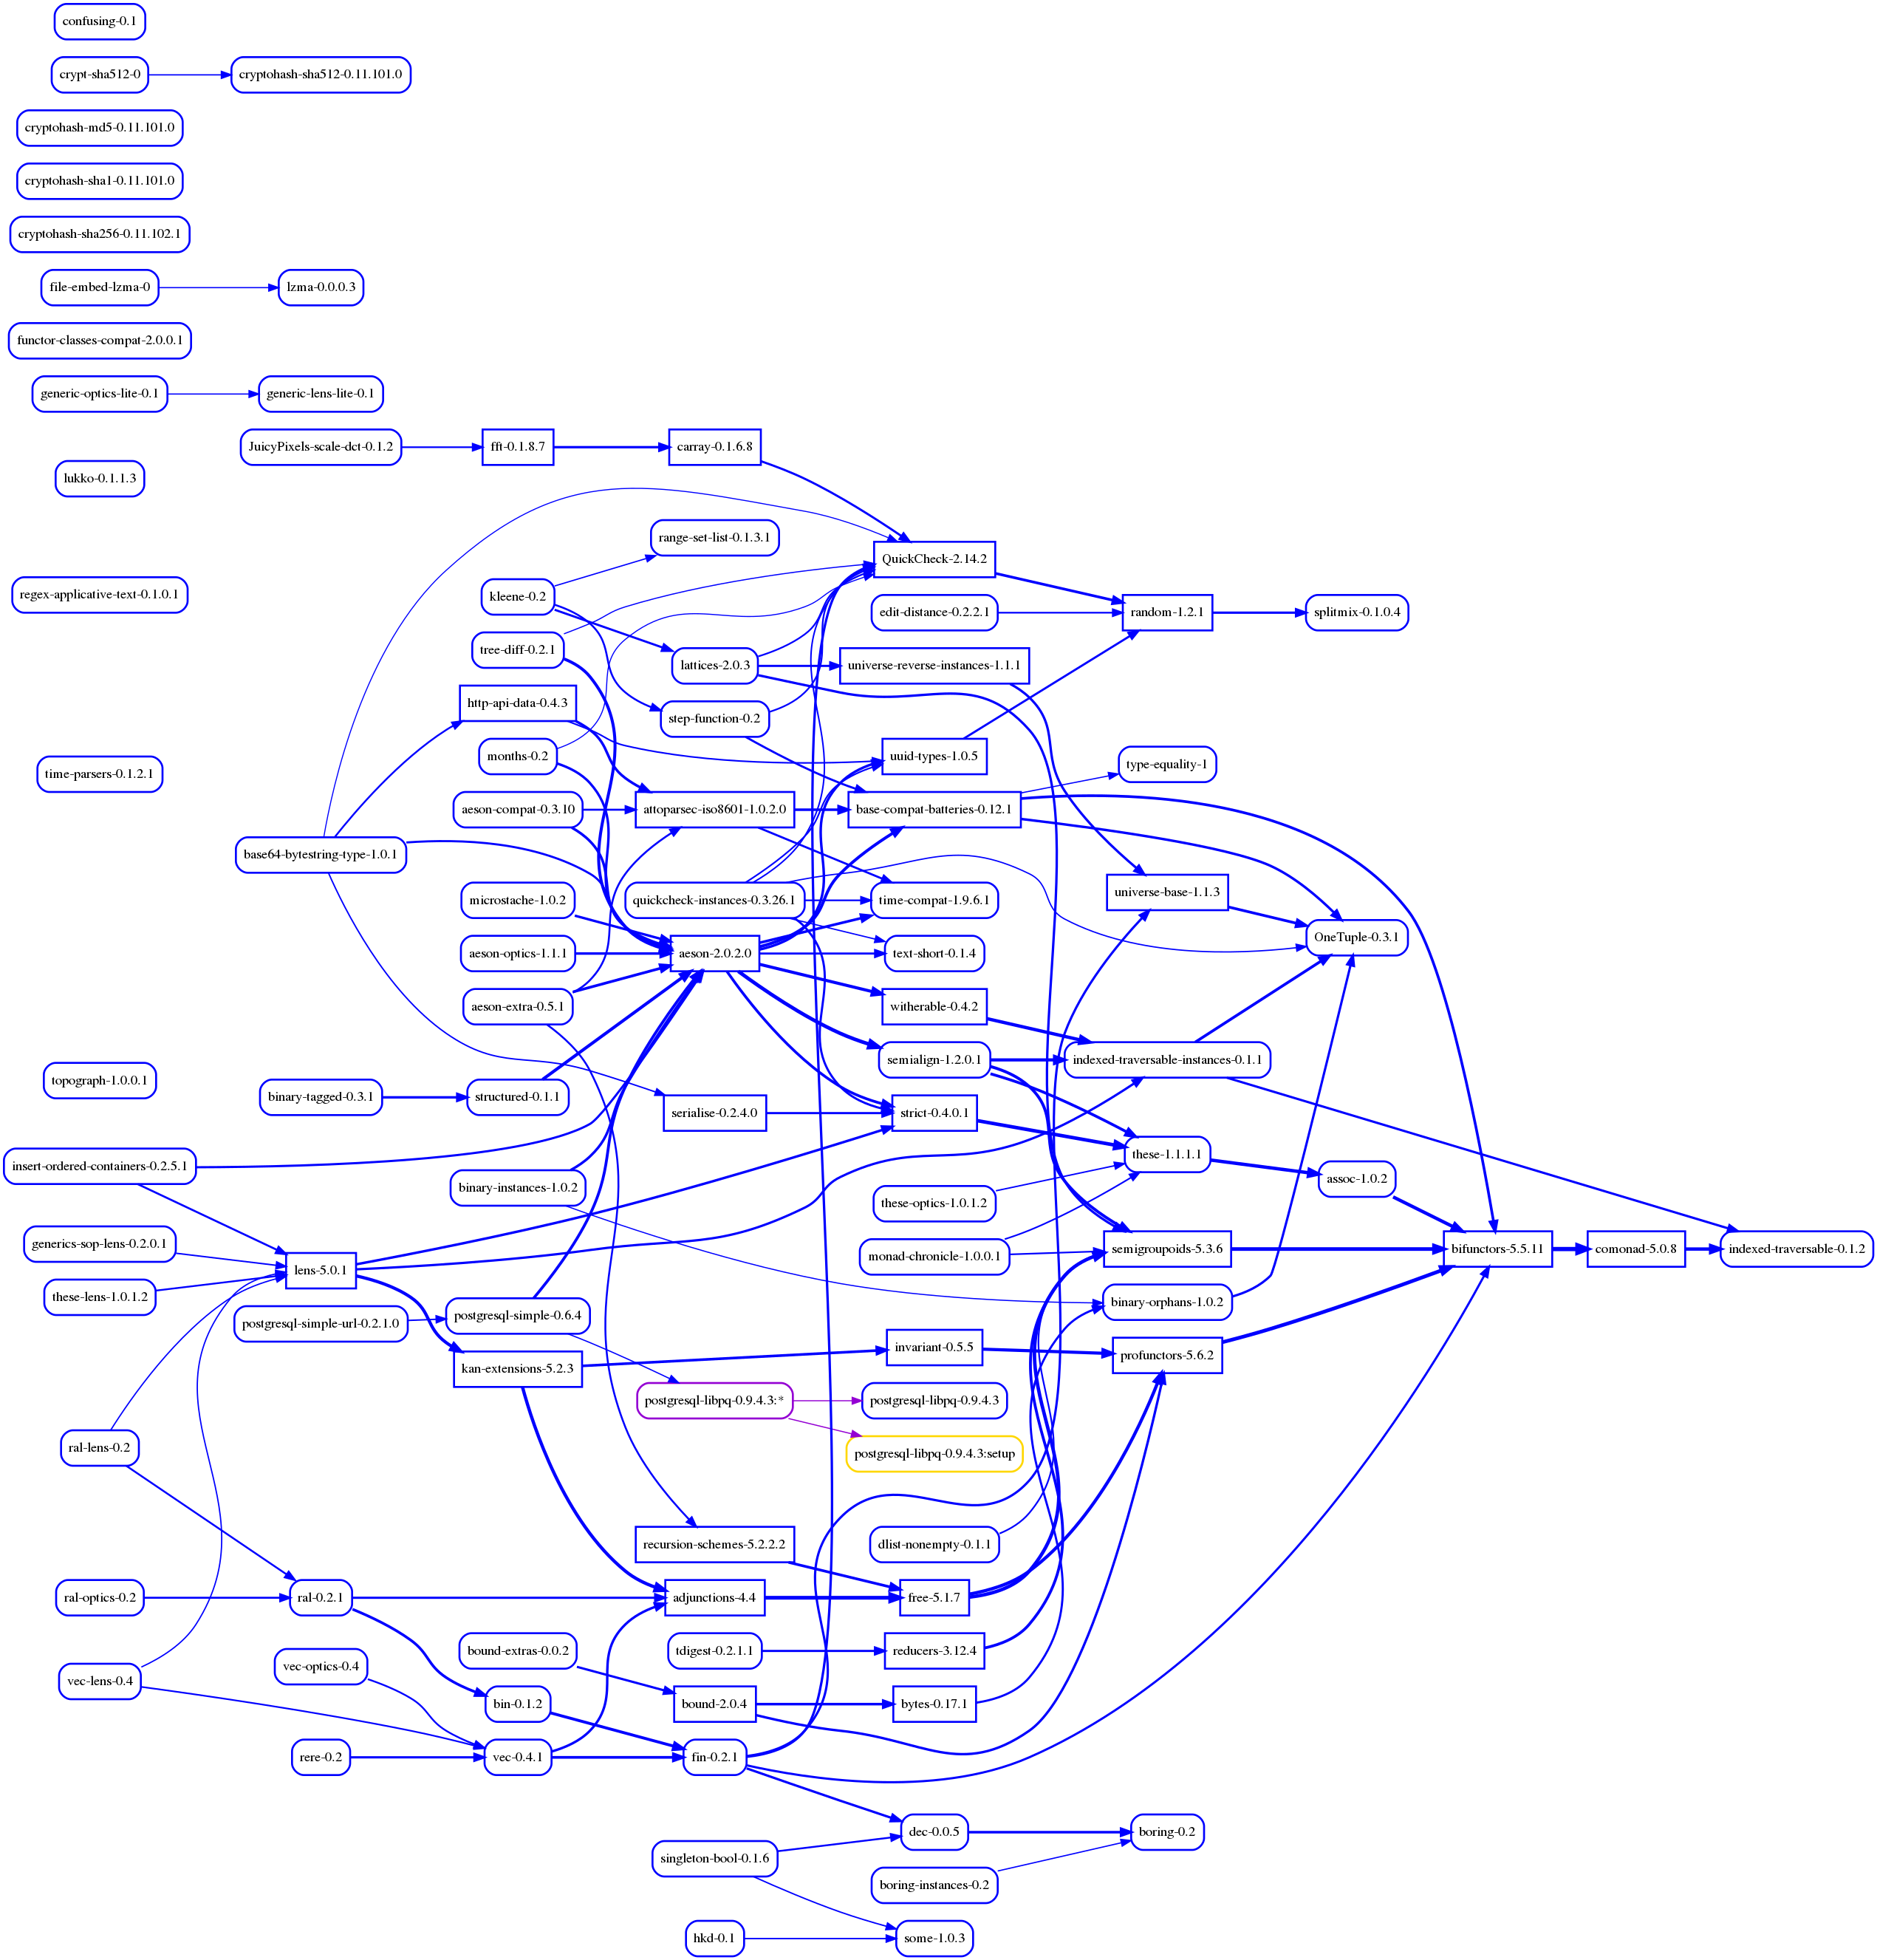 confusing-0.1
crypt-sha512-0
cryptohash-sha512-0.11.101.0
cryptohash-md5-0.11.101.0
cryptohash-sha1-0.11.101.0
cryptohash-sha256-0.11.102.1
file-embed-lzma-0
lzma-0.0.0.3
functor-classes-compat-2.0.0.1
generic-optics-lite-0.1
generic-lens-lite-0.1
JuicyPixels-scale-dct-0.1.2
fft-0.1.8.7
carray-0.1.6.8
lukko-0.1.1.3
range-set-list-0.1.3.1
QuickCheck-2.14.2
regex-applicative-text-0.1.0.1
kleene-0.2
edit-distance-0.2.2.1
random-1.2.1
splitmix-0.1.0.4
tree-diff-0.2.1
lattices-2.0.3
universe-reverse-instances-1.1.1
http-api-data-0.4.3
step-function-0.2
months-0.2
uuid-types-1.0.5
type-equality-1
time-parsers-0.1.2.1
aeson-compat-0.3.10
attoparsec-iso8601-1.0.2.0
base-compat-batteries-0.12.1
base64-bytestring-type-1.0.1
microstache-1.0.2
quickcheck-instances-0.3.26.1
time-compat-1.9.6.1
universe-base-1.1.3
OneTuple-0.3.1
aeson-optics-1.1.1
aeson-2.0.2.0
text-short-0.1.4
aeson-extra-0.5.1
witherable-0.4.2
semialign-1.2.0.1
indexed-traversable-instances-0.1.1
topograph-1.0.0.1
binary-tagged-0.3.1
structured-0.1.1
serialise-0.2.4.0
strict-0.4.0.1
these-1.1.1.1
insert-ordered-containers-0.2.5.1
binary-instances-1.0.2
these-optics-1.0.1.2
assoc-1.0.2
generics-sop-lens-0.2.0.1
lens-5.0.1
monad-chronicle-1.0.0.1
semigroupoids-5.3.6
bifunctors-5.5.11
comonad-5.0.8
indexed-traversable-0.1.2
these-lens-1.0.1.2
postgresql-simple-url-0.2.1.0
postgresql-simple-0.6.4
binary-orphans-1.0.2
kan-extensions-5.2.3
invariant-0.5.5
profunctors-5.6.2
postgresql-libpq-0.9.4.3:*
postgresql-libpq-0.9.4.3
ral-lens-0.2
postgresql-libpq-0.9.4.3:setup
recursion-schemes-5.2.2.2
dlist-nonempty-0.1.1
ral-optics-0.2
ral-0.2.1
adjunctions-4.4
free-5.1.7
bound-extras-0.0.2
tdigest-0.2.1.1
reducers-3.12.4
vec-lens-0.4
vec-optics-0.4
bin-0.1.2
bound-2.0.4
bytes-0.17.1
rere-0.2
vec-0.4.1
fin-0.2.1
dec-0.0.5
boring-0.2
singleton-bool-0.1.6
boring-instances-0.2
hkd-0.1
some-1.0.3